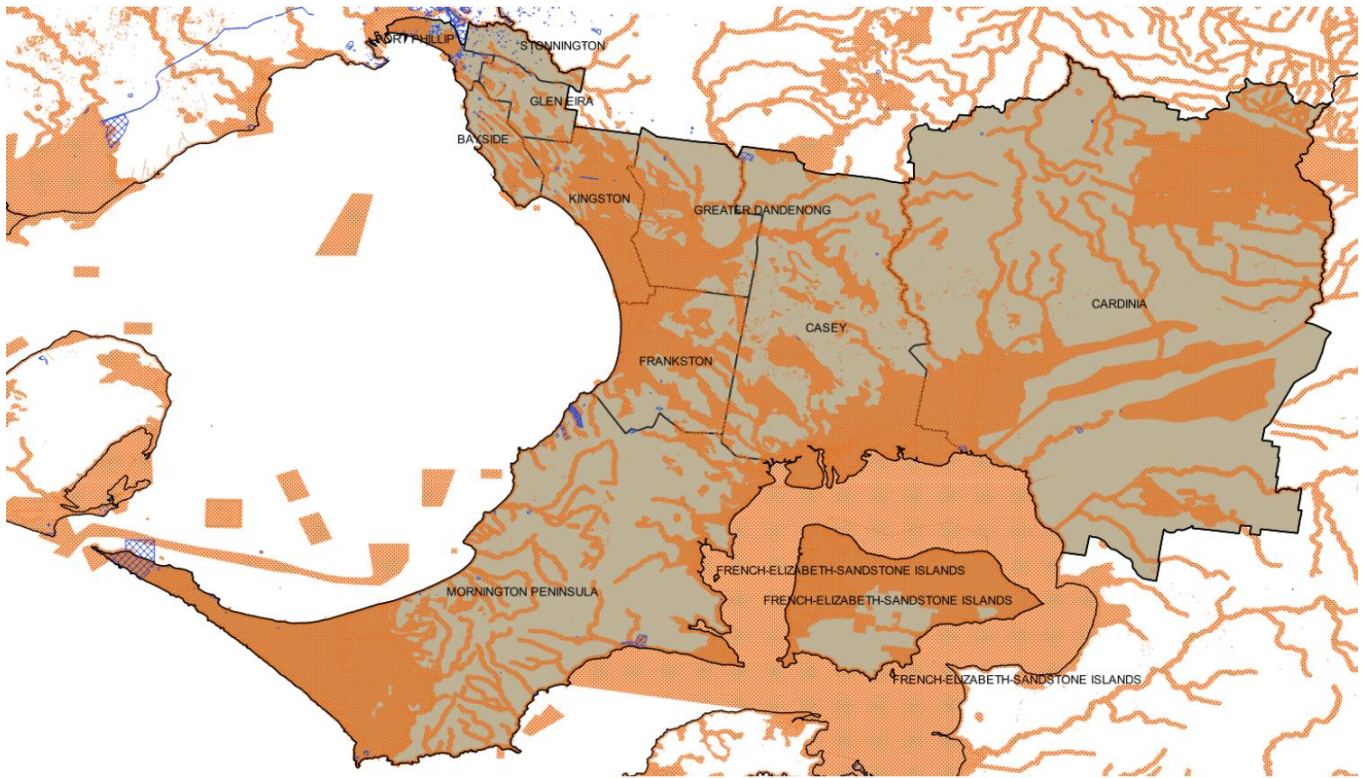 PORT PHILLIP
STONNINGTON
GLEN EIRA
BAYSIDE
KINGSTON
GREATER DANDENONG
CARDINIA
CASEY
FRANKSTON
FRENCH-ELIZABETH-SANDSTONE ISLANDS
MORNINGTON PENINSULA
FRENCH-ELIZABETH-SANDSTONE ISLANDS
FRENCH-ELIZABETH-SANDSTONE ISLANDS